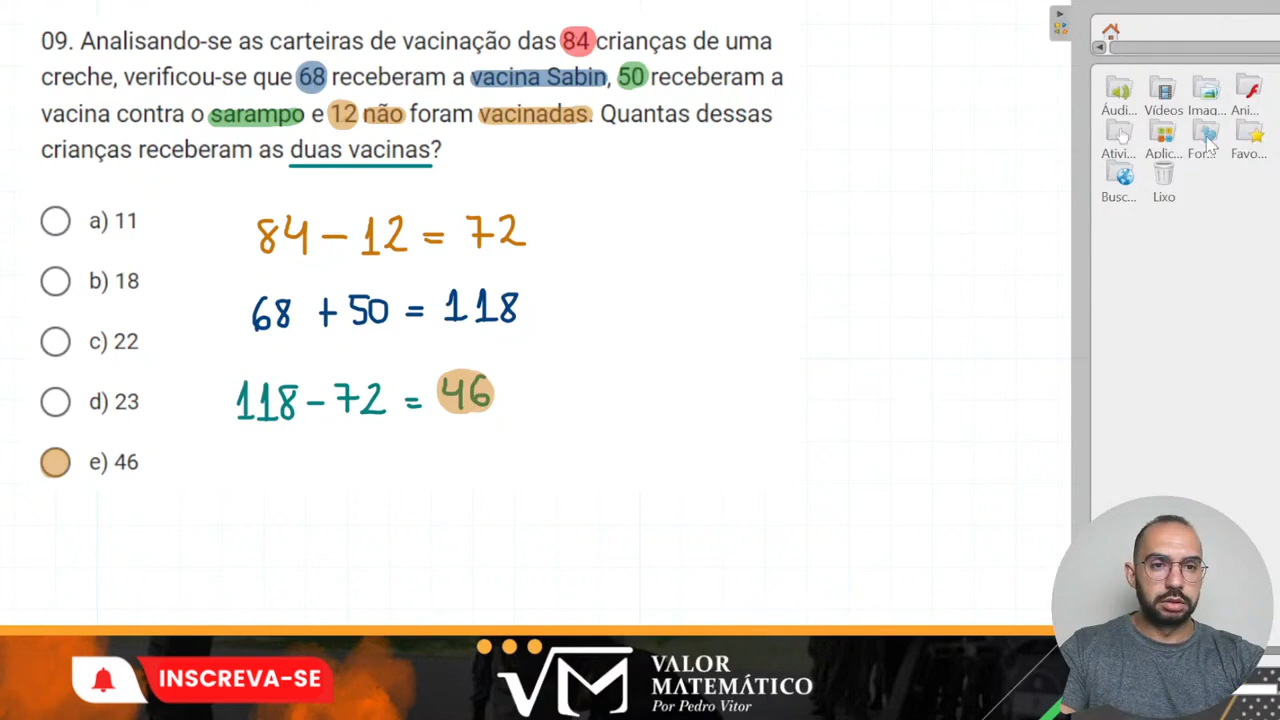 09. Analisando-se as carteiras de vacinação das 84 crianças de uma
creche, verificou-se que 68 receberam a vacina Sabin, 50 receberam a
vacina contra o sarampo e 12 não foram vacinadas. Quantas dessas
crianças receberam as duas vacinas?
a) 11
b) 18
c) 22
d) 23
e) 46
84 - 12 = 72
68 + 50 = 118
118 - 72 = 46
Áudi... Vídeos Imag... Ani...
Ativi... Aplic... For... Favo...
Busc... Lixo
INSCREVA-SE
VM
VALOR
MATEMÁTICO
Por Pedro Vitor